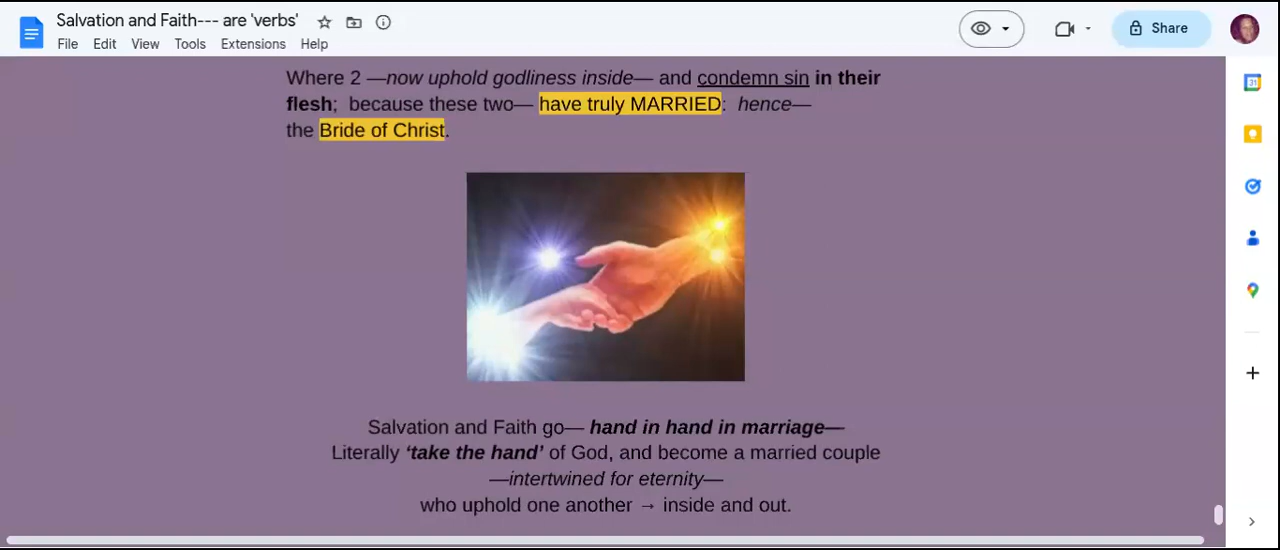 Salvation and Faith--- are 'verbs'
File Edit View Tools Extensions Help
Share
31
Where 2 —now uphold godliness inside— and condemn sin in their
flesh;  because these two— have truly MARRIED:  hence—
the Bride of Christ.
Salvation and Faith go— hand in hand in marriage—
Literally ‘take the hand’ of God, and become a married couple
—intertwined for eternity—
who uphold one another → inside and out.